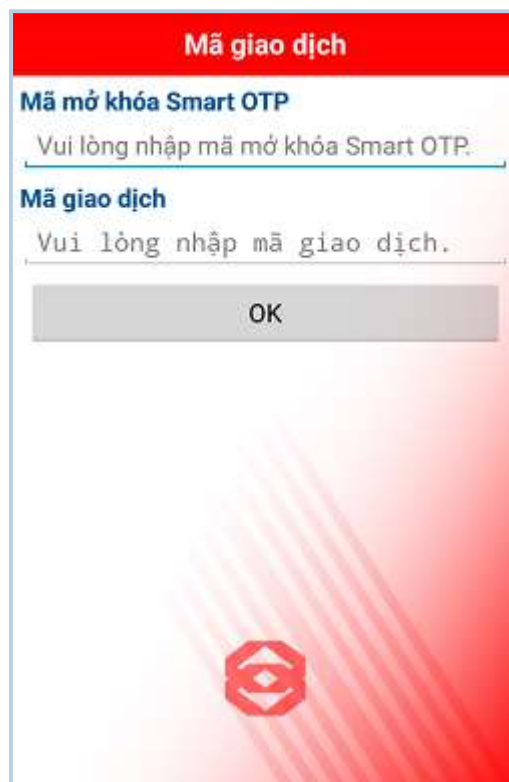 Mã giao dịch
Mã mở khóa Smart OTP
Vui lòng nhập mã mở khóa Smart OTP.
Mã giao dịch
Vui lòng nhập mã giao dịch.
OK